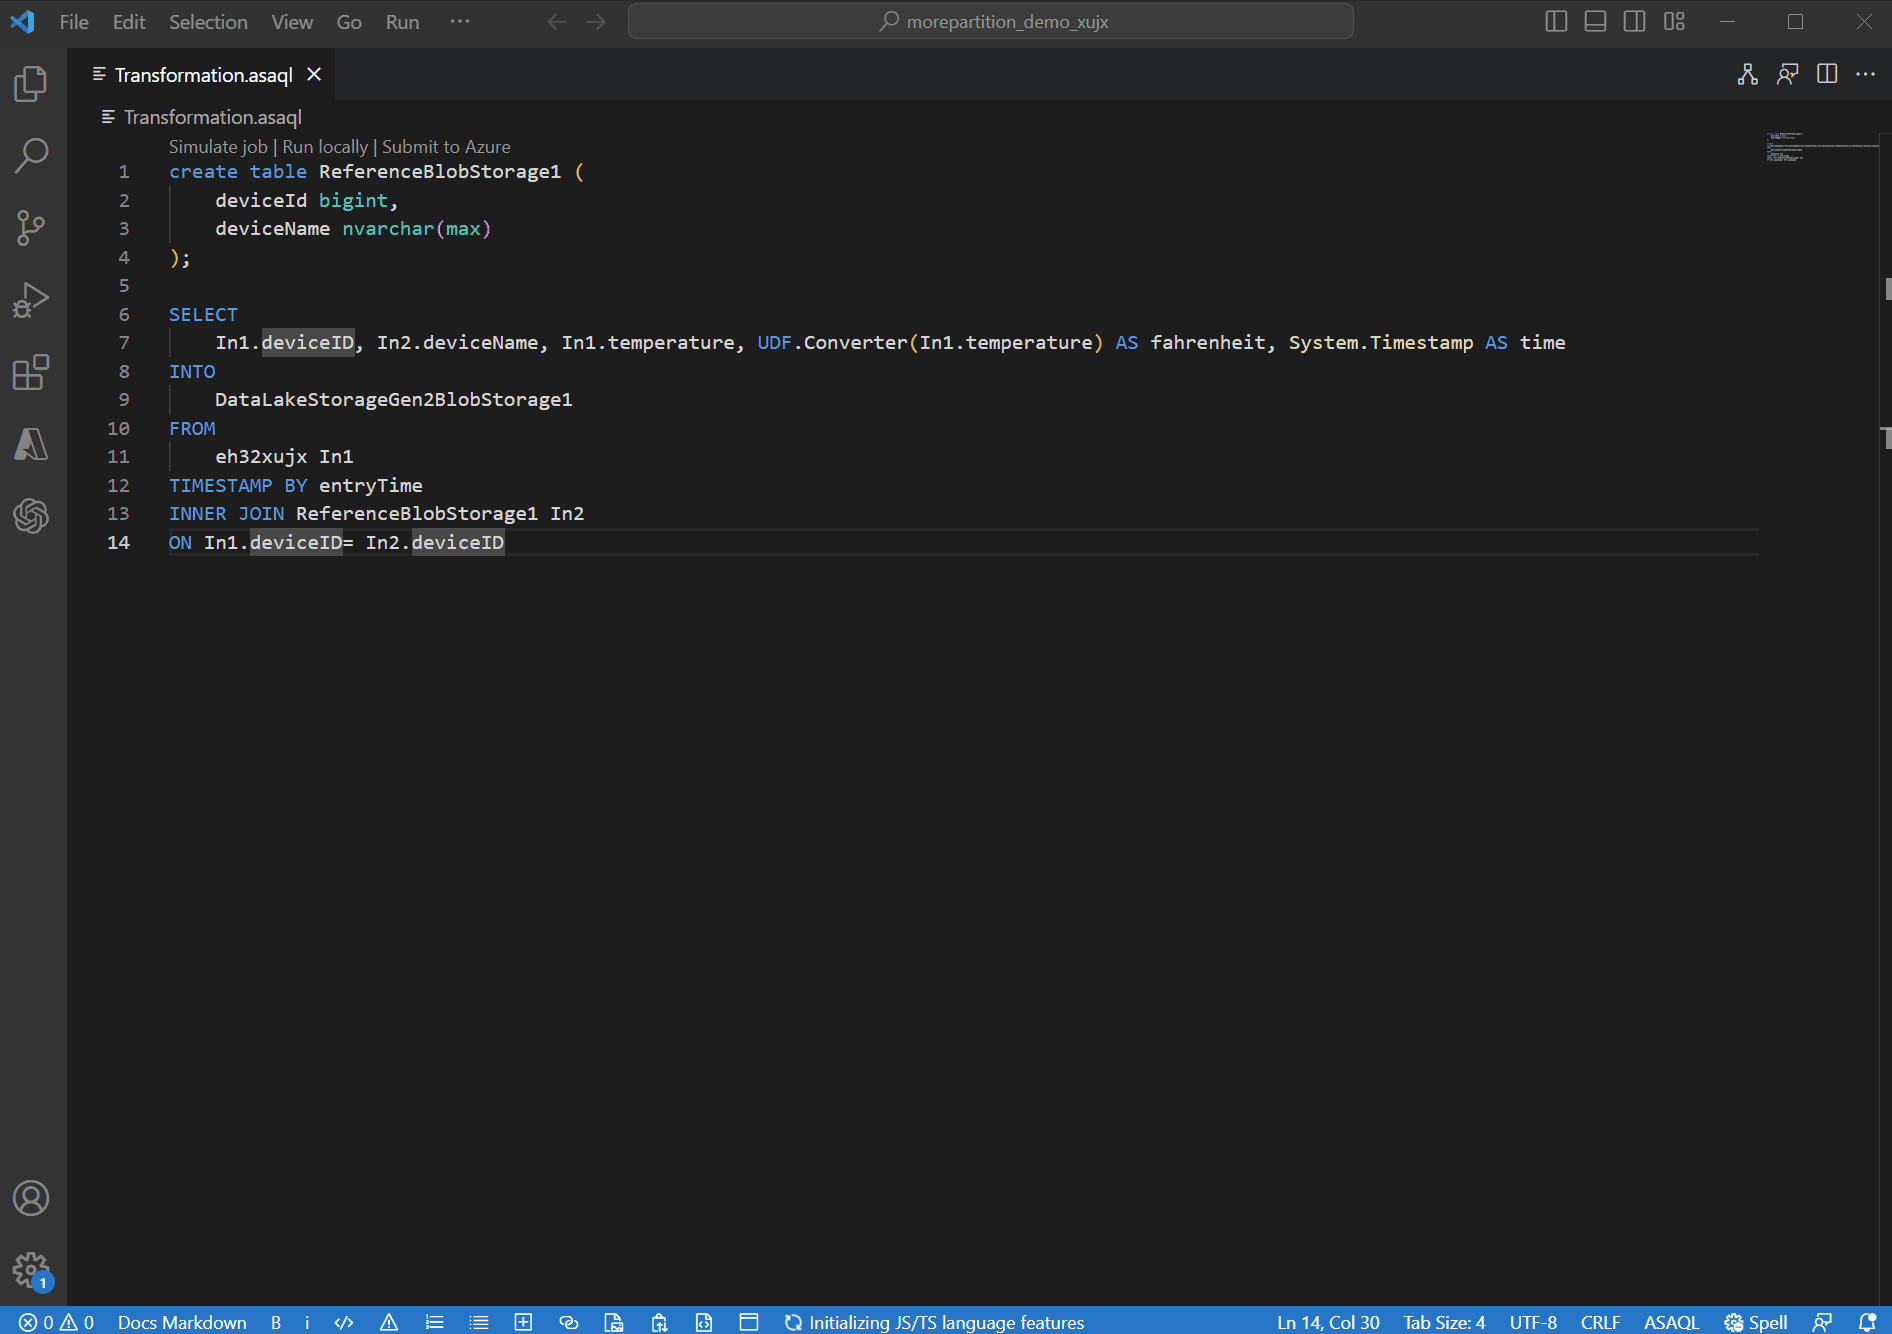 File Edit Selection View Go Run ··· morepartition_demo_xujx
Transformation.asaql
Transformation.asaql
Simulate job | Run locally | Submit to Azure
1 create table ReferenceBlobStorage1 (
2 deviceId bigint,
3 deviceName nvarchar(max)
4 );
5
6 SELECT
7 In1.deviceID, In2.deviceName, In1.temperature, UDF.Converter(In1.temperature) AS fahrenheit, System.Timestamp AS time
8 INTO
9 DataLakeStorageGen2BlobStorage1
10 FROM
11 eh32xujx In1
12 TIMESTAMP BY entryTime
13 INNER JOIN ReferenceBlobStorage1 In2
14 ON In1.deviceID= In2.deviceID
1
0 0 Docs Markdown B i </> Initializing JS/TS language features Ln 14, Col 30 Tab Size: 4 UTF-8 CRLF ASAQL Spell